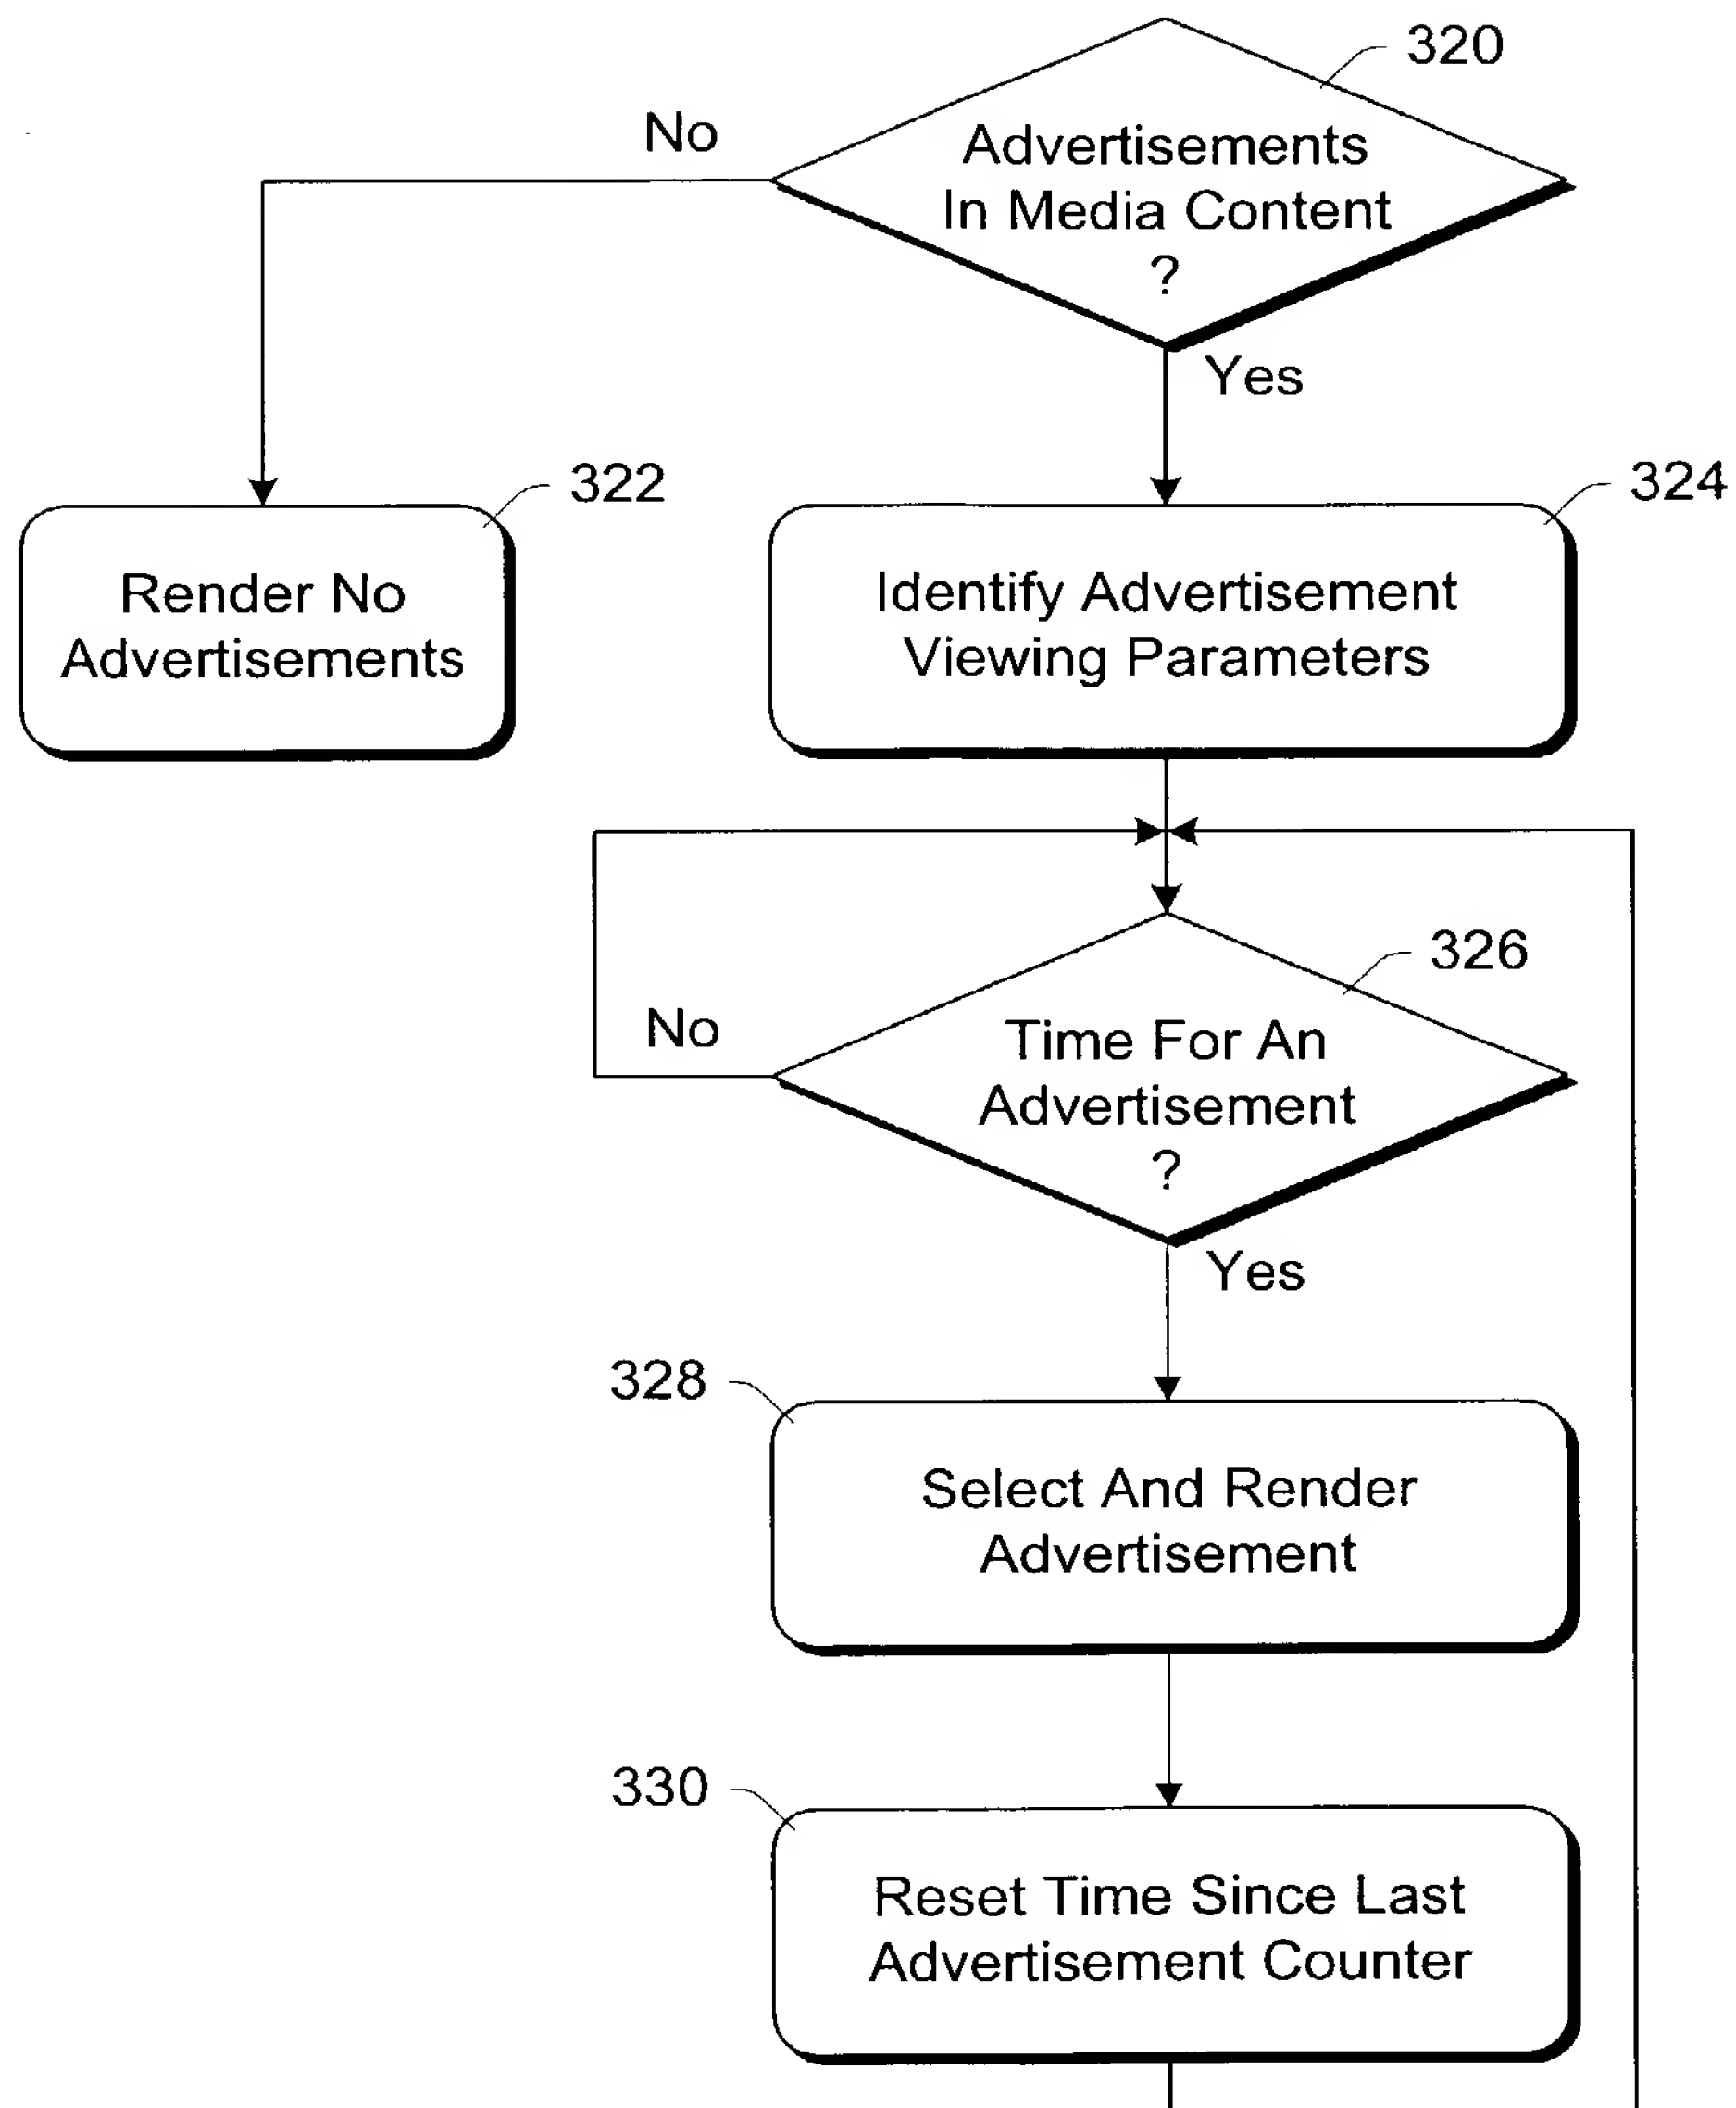 320
No
Advertisements
In Media Content
?
Yes
322
324
Render No
Advertisements
Identify Advertisement
Viewing Parameters
326
No
Time For An
Advertisement
?
Yes
328
Select And Render
Advertisement
330
Reset Time Since Last
Advertisement Counter